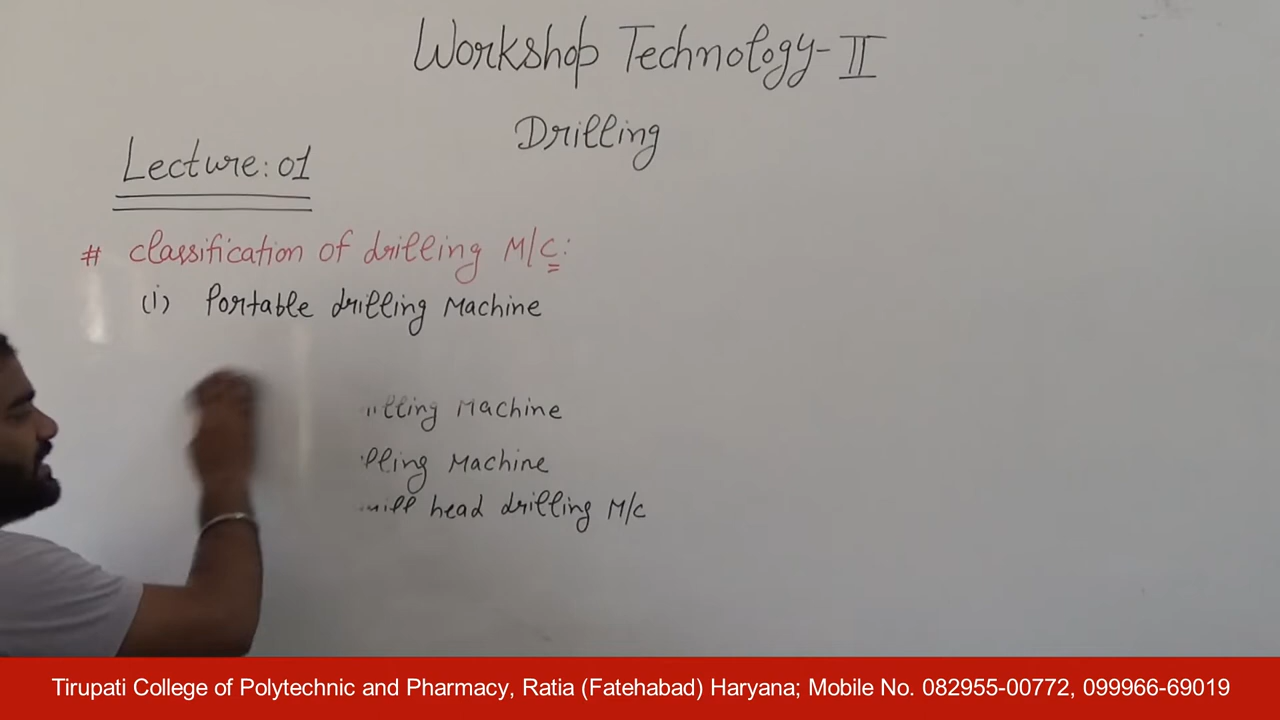 Workshop Technology-II
Drilling
Lecture: 01
# Classification of drilling M/C:
(i) Portable drilling Machine
Machine
Machine
head drilling M/c
Tirupati College of Polytechnic and Pharmacy, Ratia (Fatehabad) Haryana; Mobile No. 082955-00772, 099966-69019